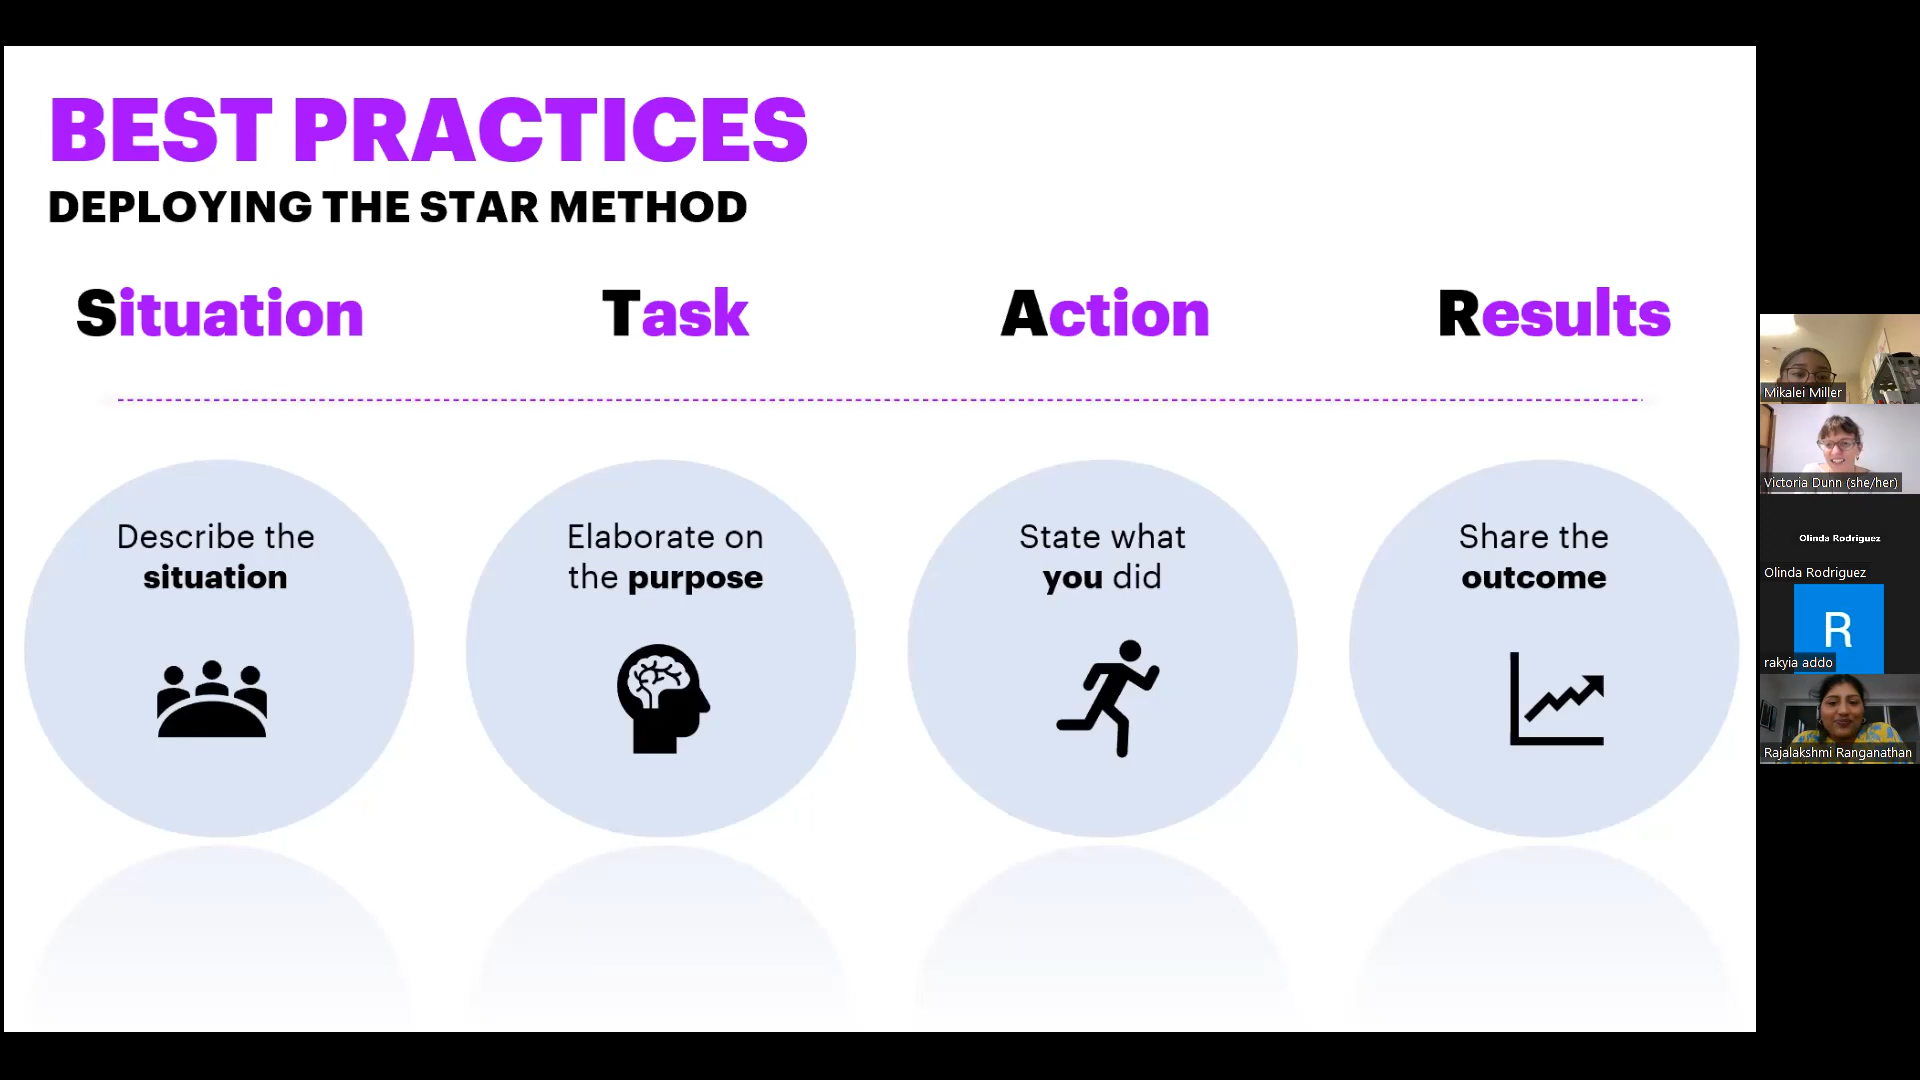 BEST PRACTICES
DEPLOYING THE STAR METHOD
Situation
Task
Action
Results
Describe the
situation
Elaborate on
the purpose
State what
you did
Share the
outcome
Mikalei Miller
Victoria Dunn (she/her)
Olinda Rodriguez
Olinda Rodriguez
R
rakyia addo
Rajalakshmi Ranganathan